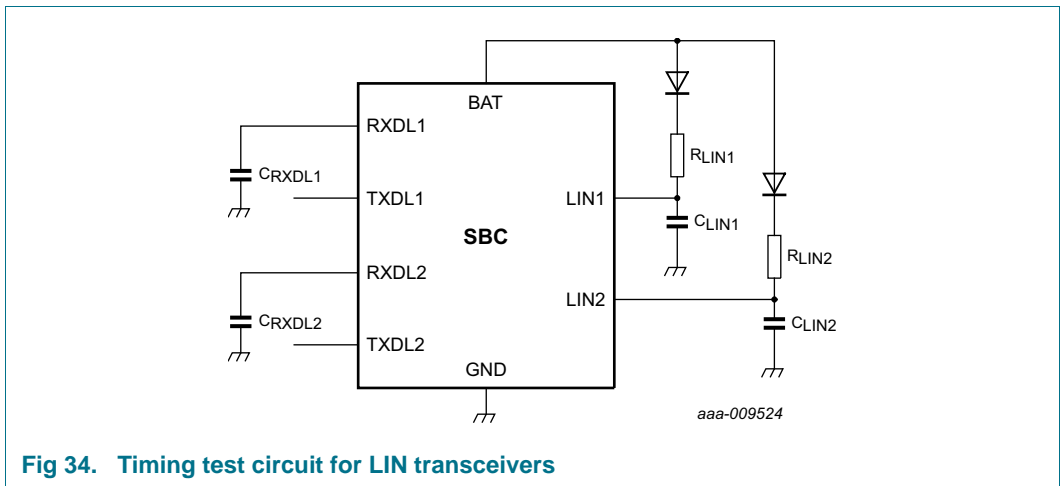 BAT
RXDL1
CRXDL1
TXDL1
LIN1
RLIN1
CLIN1
SBC
RXDL2
CRXDL2
TXDL2
LIN2
RLIN2
CLIN2
GND
aaa-009524
Fig 34. Timing test circuit for LIN transceivers